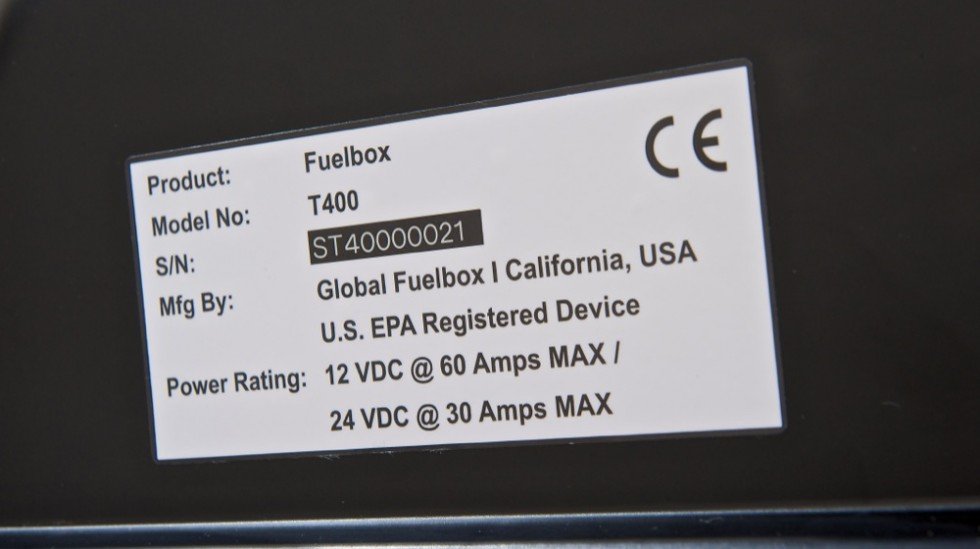 Product: Fuelbox CE
Model No: T400
S/N: ST40000021
Mfg By: Global Fuelbox I California, USA
U.S. EPA Registered Device
Power Rating: 12 VDC @ 60 Amps MAX /
24 VDC @ 30 Amps MAX